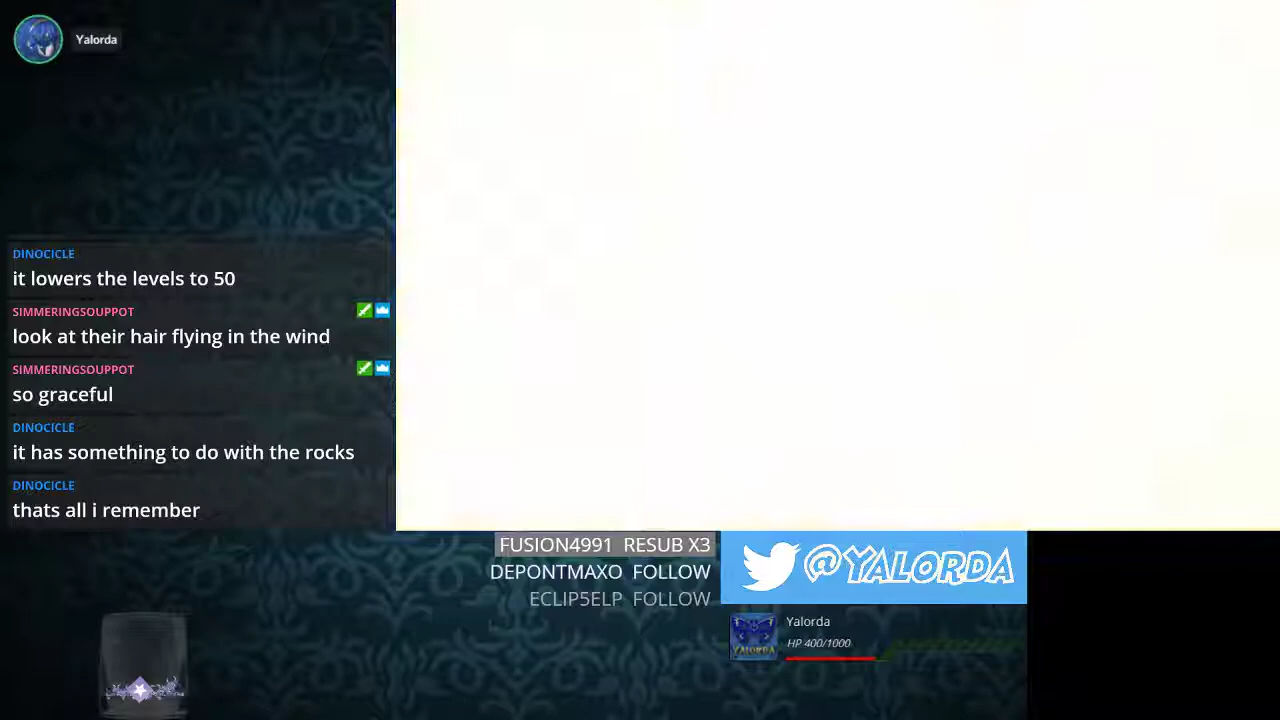 Yalorda
DINOCICLE
it lowers the levels to 50
SIMMERINGSOUPPOT
look at their hair flying in the wind
SIMMERINGSOUPPOT
so graceful
DINOCICLE
it has something to do with the rocks
DINOCICLE
thats all i remember
FUSION4991 RESUB X3
DEPONTMAXO FOLLOW
ECLIP5ELP FOLLOW
@YALORDA
Yalorda
HP 400/1000
YALORDA